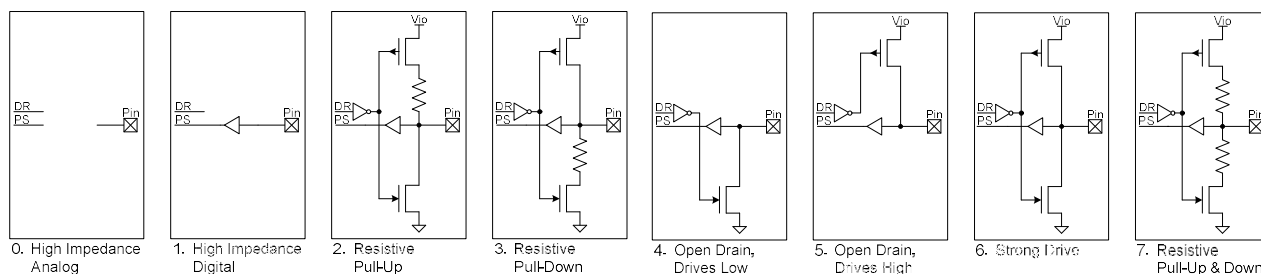 Vio
Vio
Vio
Vio
Vio
DR
PS
Pin
DR
PS
Pin
DR
PS
Pin
DR
PS
Pin
DR
PS
Pin
DR
PS
Pin
DR
PS
Pin
DR
PS
Pin
0. High Impedance
Analog
1. High Impedance
Digital
2. Resistive
Pull-Up
3. Resistive
Pull-Down
4. Open Drain,
Drives Low
5. Open Drain,
Drives High
6. Strong Drive
7. Resistive
Pull-Up & Down